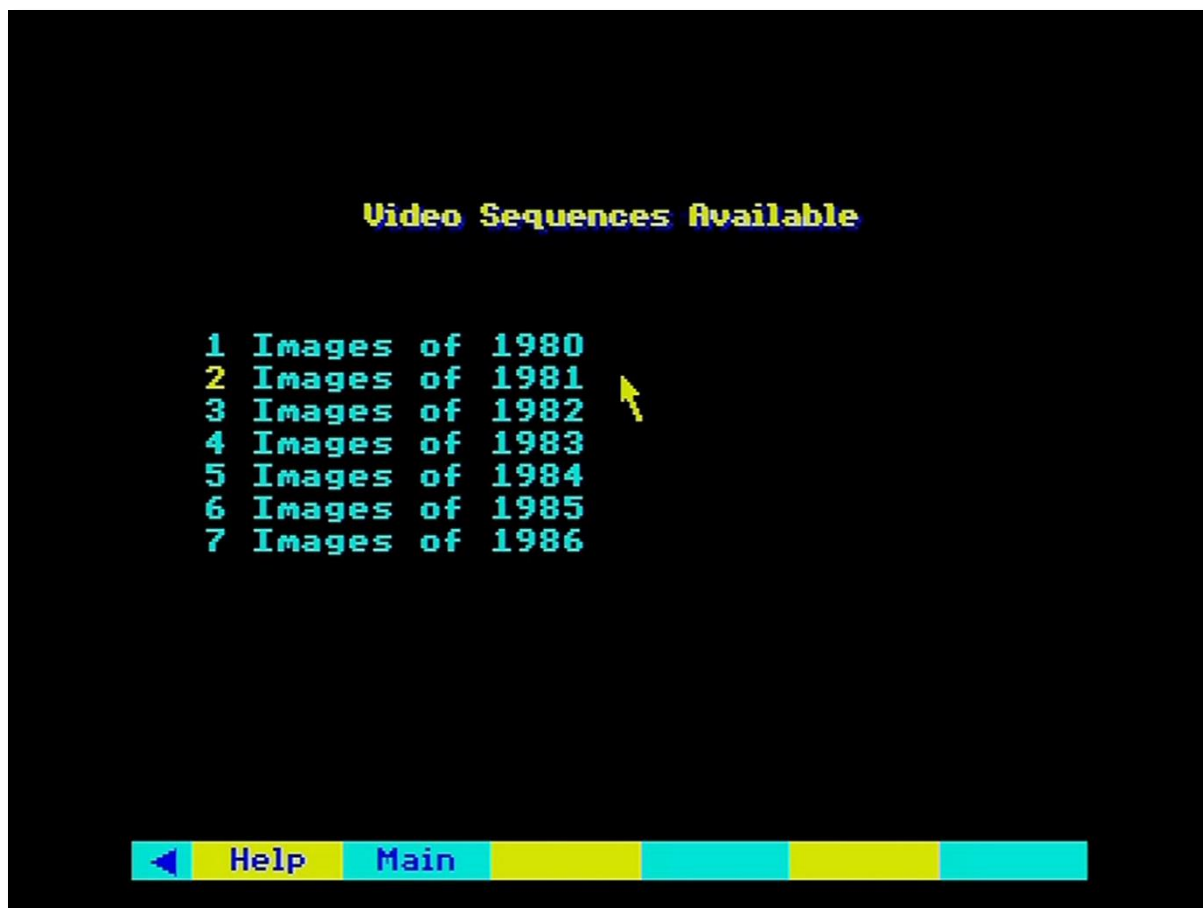 Video Sequences Available
1 Images of 1980
2 Images of 1981
3 Images of 1982
4 Images of 1983
5 Images of 1984
6 Images of 1985
7 Images of 1986
Help Main